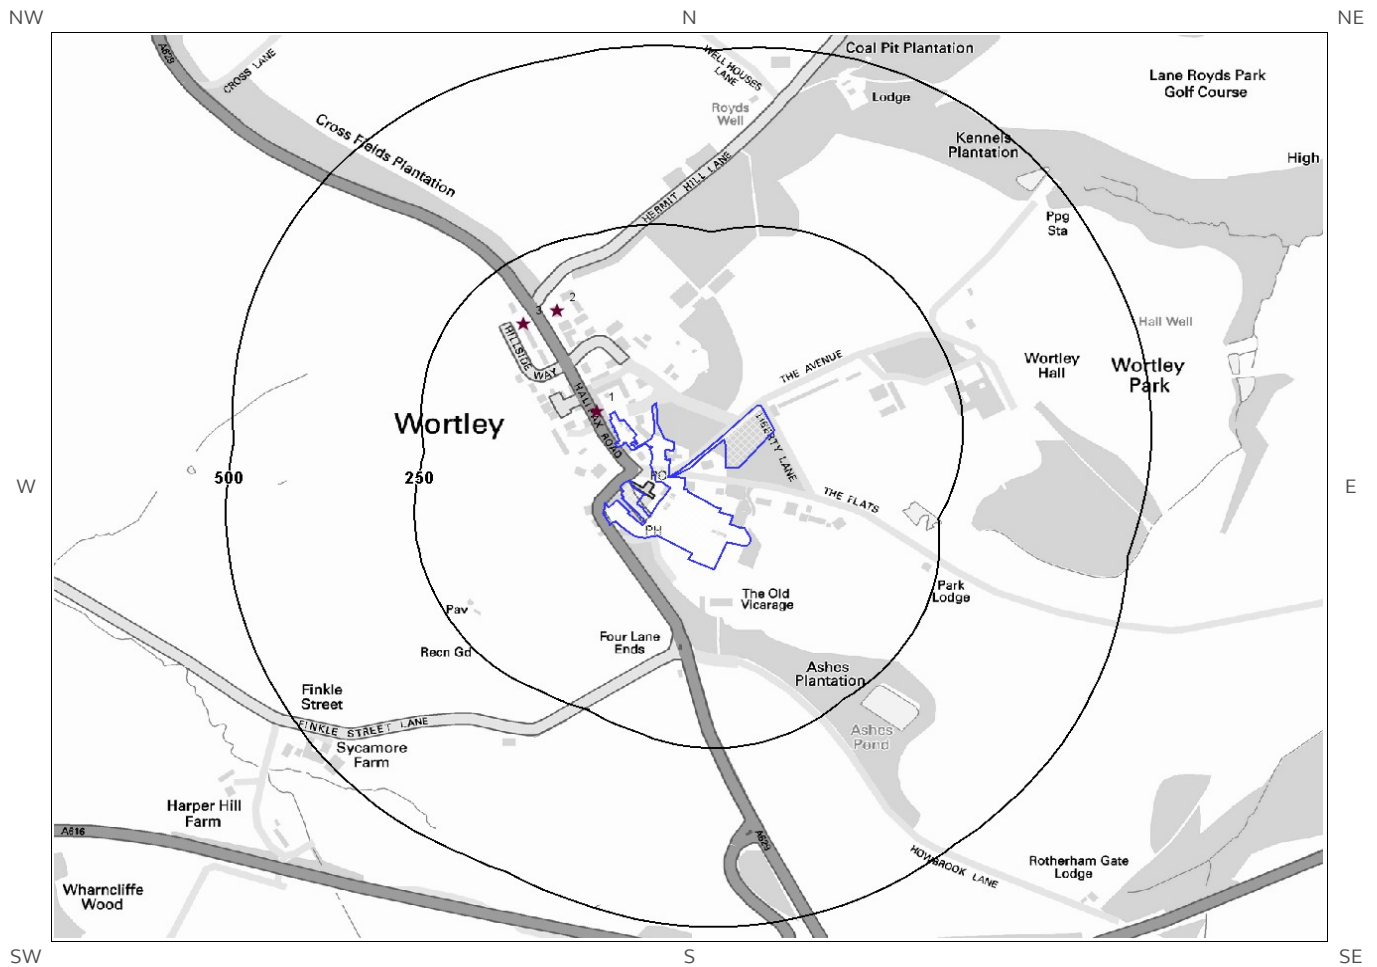 NW
N
NE
A629
CROSS LANE
WELL HOUSES
LANE
Coal Pit Plantation
Lane Royds Park
Golf Course
Lodge
Royds
Well
Cross Fields Plantation
Kennels
Plantation
High
HERMIT HILL LANE
Ppg
Sta
2
3
Hall Well
HILLSIDE
WAY
THE AVENUE
Wortley
Hall
Wortley
Park
HALIFAX ROAD
1
Wortley
LIBERTY LANE
500
250
PO
W
E
THE FLATS
PH
Park
Lodge
The Old
Vicarage
Pav
Four Lane
Ends
Recn Gd
Ashes
Plantation
Finkle
Street
FINKLE STREET LANE
Ashes
Pond
Sycamore
Farm
Harper Hill
Farm
A616
A629
HOWBROOK LANE
Rotherham Gate
Lodge
Wharncliffe
Wood
SW
S
SE